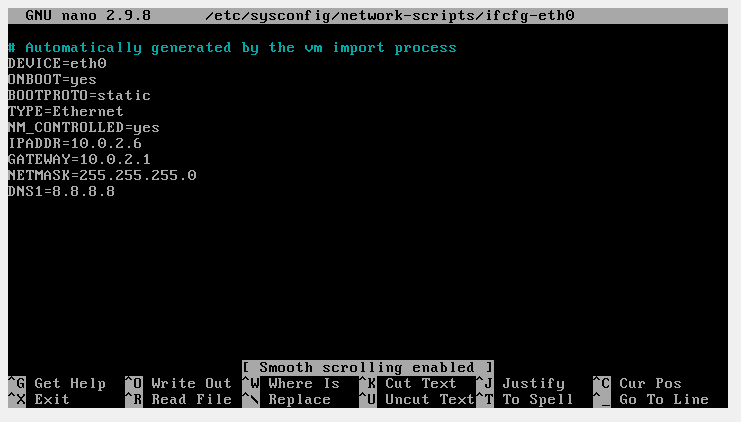 GNU nano 2.9.8 /etc/sysconfig/network-scripts/ifcfg-eth0
# Automatically generated by the vm import process
DEVICE=eth0
ONBOOT=yes
BOOTPROTO=static
TYPE=Ethernet
NM_CONTROLLED=yes
IPADDR=10.0.2.6
GATEWAY=10.0.2.1
NETMASK=255.255.255.0
DNS1=8.8.8.8
[ Smooth scrolling enabled ]
^G Get Help ^O Write Out ^W Where Is ^K Cut Text ^J Justify ^C Cur Pos
^X Exit ^R Read File ^\ Replace ^U Uncut Text ^T To Spell ^_ Go To Line